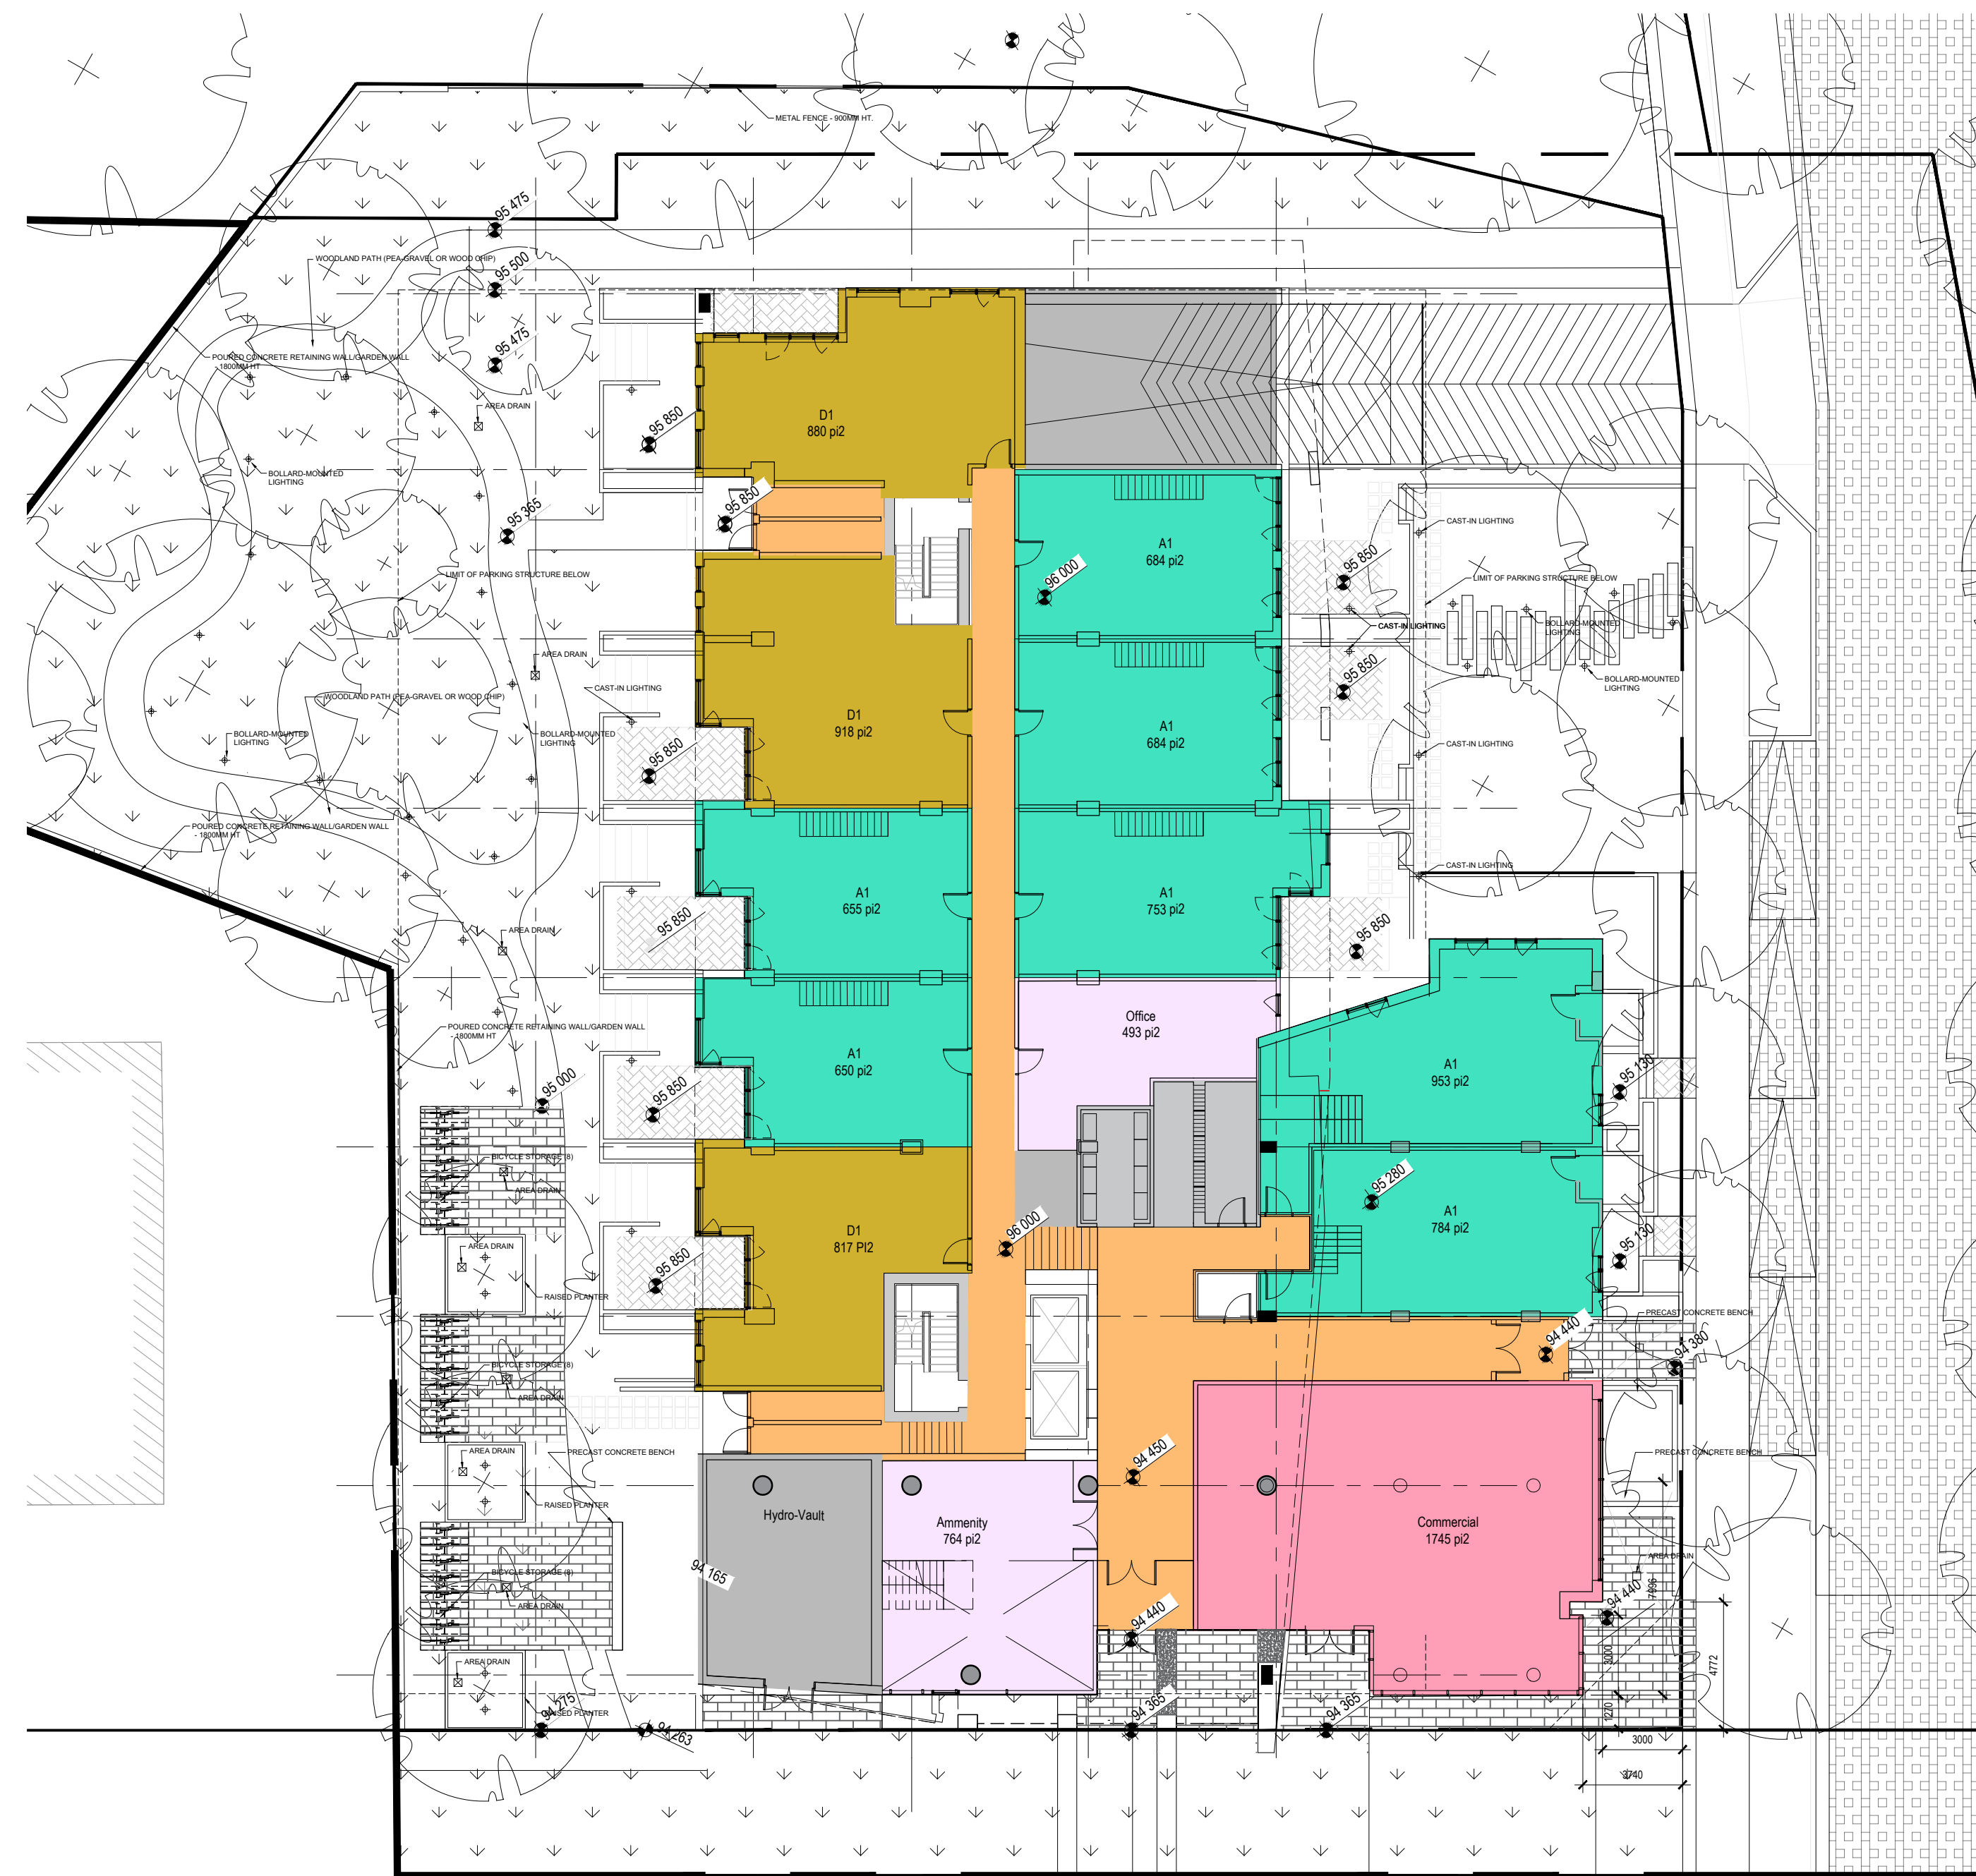 METAL FENCE - 900MM HT.
95 475
WOODLAND PATH (PEA-GRAVEL OR WOOD CHIP)
95 500
POURED CONCRETE RETAINING WALL/GARDEN WALL
- 1800MM HT
95 475
AREA DRAIN
95 850
D1
880 pi2
BOLLARD-MOUNTED
LIGHTING
95 365
95 850
CAST-IN LIGHTING
A1
684 pi2
96 000
95 850
LIMIT OF PARKING STRUCTURE BELOW
LIMIT OF PARKING STRUCTURE BELOW
CAST-IN LIGHTING
BOLLARD-MOUNTED
LIGHTING
AREA DRAIN
95 850
BOLLARD-MOUNTED
LIGHTING
CAST-IN LIGHTING
WOODLAND PATH (PEA-GRAVEL OR WOOD CHIP)
D1
918 pi2
A1
684 pi2
BOLLARD-MOUNTED
LIGHTING
BOLLARD-MOUNTED
LIGHTING
95 850
CAST-IN LIGHTING
POURED CONCRETE RETAINING WALL/GARDEN WALL
- 1800MM HT
CAST-IN LIGHTING
A1
655 pi2
A1
753 pi2
95 850
AREA DRAIN
95 850
POURED CONCRETE RETAINING WALL/GARDEN WALL
- 1800MM HT
Office
493 pi2
A1
650 pi2
A1
953 pi2
95 000
95 850
95 130
BICYCLE STORAGE (8)
AREA DRAIN
95 280
A1
784 pi2
D1
817 PI2
96 000
AREA DRAIN
95 850
95 130
RAISED PLANTER
PRECAST CONCRETE BENCH
94 440
94 380
BICYCLE STORAGE (8)
AREA DRAIN
AREA DRAIN
PRECAST CONCRETE BENCH
94 450
PRECAST CONCRETE BENCH
RAISED PLANTER
Hydro-Vault
Ammenity
764 pi2
Commercial
1745 pi2
94 165
BICYCLE STORAGE (8)
AREA DRAIN
AREA DRAIN
7996
94 440
94 440
AREA DRAIN
3000
4772
RAISED PLANTER
1270
94 275
94 263
94 365
94 365
3000
3740